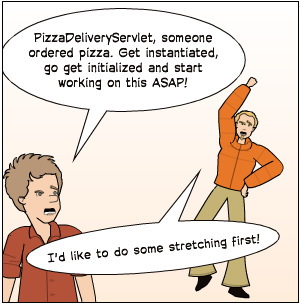 PizzaDeliveryServlet, someone
ordered pizza. Get instantiated,
go get initialized and start
working on this ASAP!
I'd like to do some stretching first!